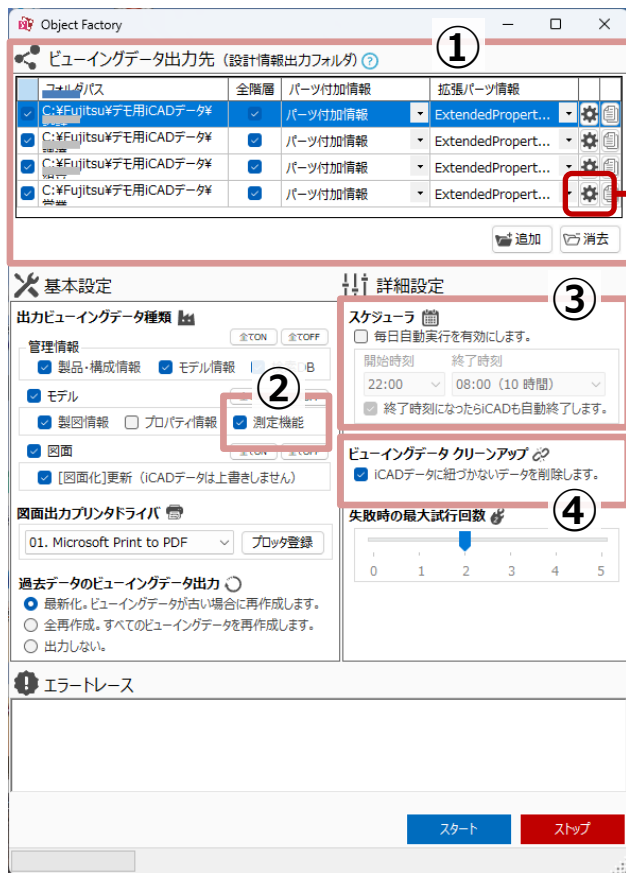 Object Factory
①
ビューイングデータ出力先（設計情報出力フォルダ）?
フォルダパス 全階層 パーツ付加情報 拡張パーツ情報
C:¥Fujitsu¥デモ用iCADデータ¥ パーツ付加情報 ExtendedPropert...
C:¥Fujitsu¥デモ用iCADデータ¥ パーツ付加情報 ExtendedPropert...
C:¥Fujitsu¥デモ用iCADデータ¥ パーツ付加情報 ExtendedPropert...
C:¥Fujitsu¥デモ用iCADデータ¥ パーツ付加情報 ExtendedPropert...
営業
追加 消去
基本設定
出力ビューイングデータ種類
管理情報 全てON 全てOFF
製品・構成情報 モデル情報 DB
②
モデル
製図情報 プロパティ情報 測定機能
図面 全てON 全てOFF
[図面化]更新（iCADデータは上書きしません）
図面出力プリンタドライバ
01. Microsoft Print to PDF プロッタ登録
過去データのビューイングデータ出力
最新化。ビューイングデータが古い場合に再作成します。
全再作成。すべてのビューイングデータを再作成します。
出力しない。
詳細設定
③
スケジューラ
毎日自動実行を有効にします。
開始時刻 終了時刻
22:00 08:00（10 時間）
終了時刻になったらiCADも自動終了します。
ビューイングデータ クリーンアップ
iCADデータに紐づかないデータを削除します。
④
失敗時の最大試行回数
0 1 2 3 4 5
エラートレース
スタート ストップ